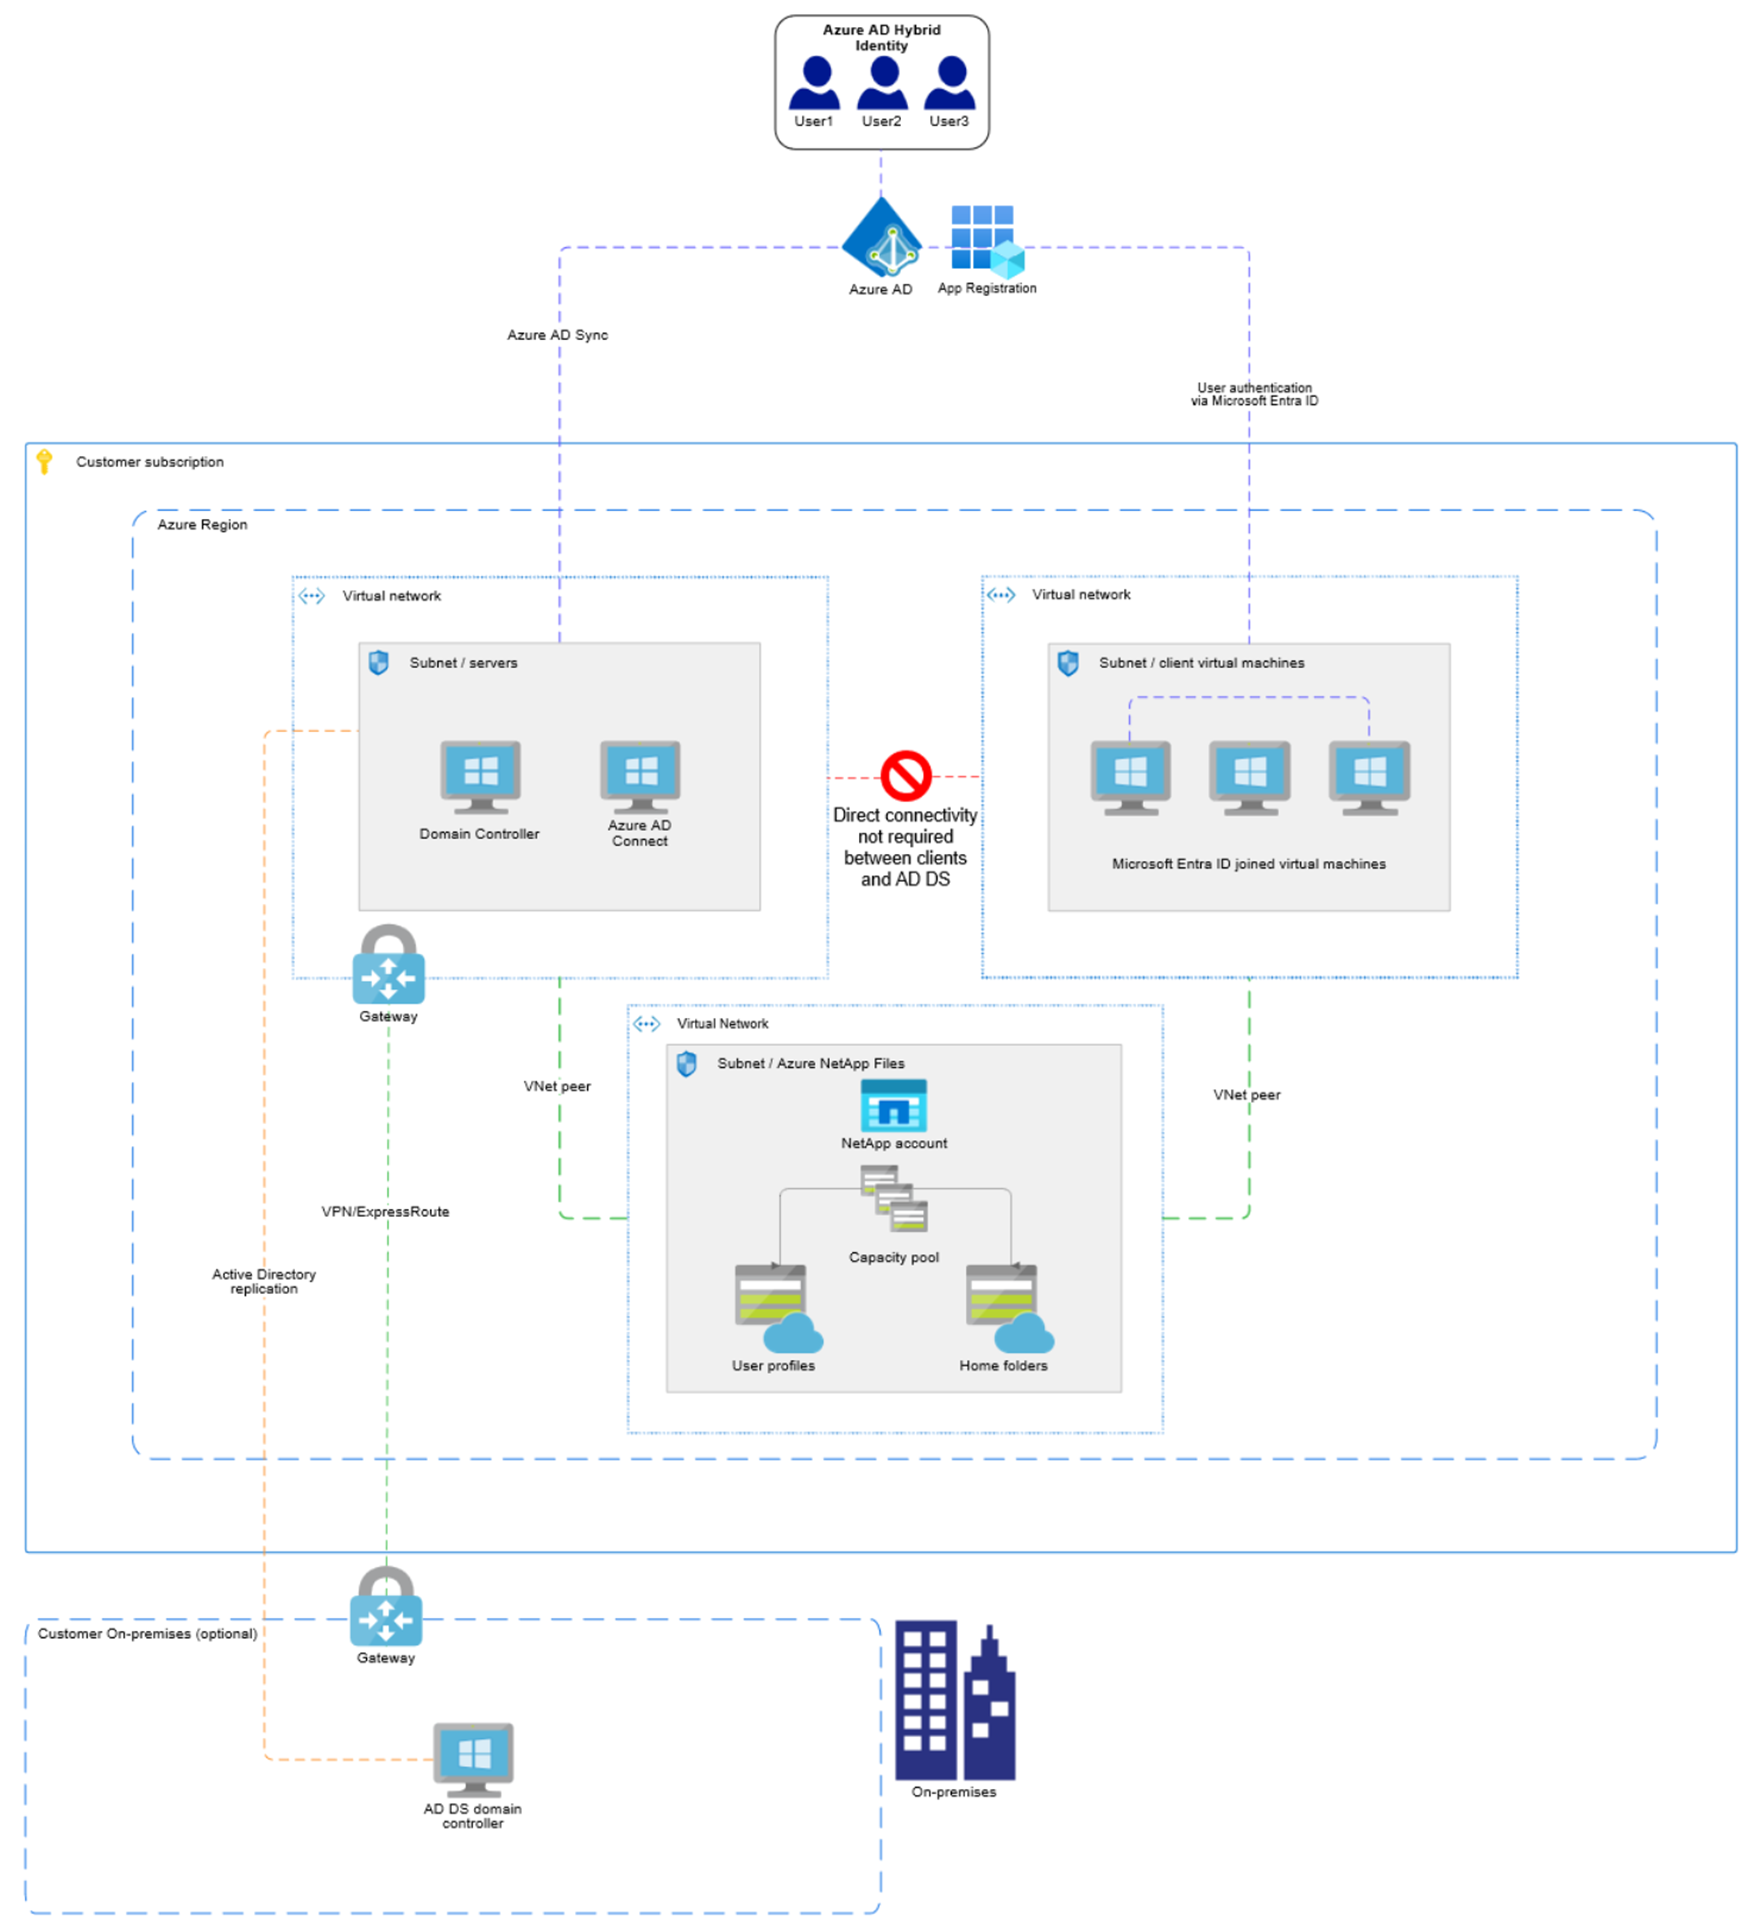 Azure AD Hybrid
Identity
User1
User2
User3
Azure AD
App Registration
Azure AD Sync
User authentication
via Microsoft Entra ID
Customer subscription
Azure Region
Virtual network
Virtual network
Subnet / servers
Subnet / client virtual machines
Domain Controller
Azure AD
Connect
Direct connectivity
not required
between clients
and AD DS
Microsoft Entra ID joined virtual machines
Gateway
Virtual Network
Subnet / Azure NetApp Files
VNet peer
VNet peer
NetApp account
VPN/ExpressRoute
Capacity pool
Active Directory
replication
User profiles
Home folders
Customer On-premises (optional)
Gateway
On-premises
AD DS domain
controller